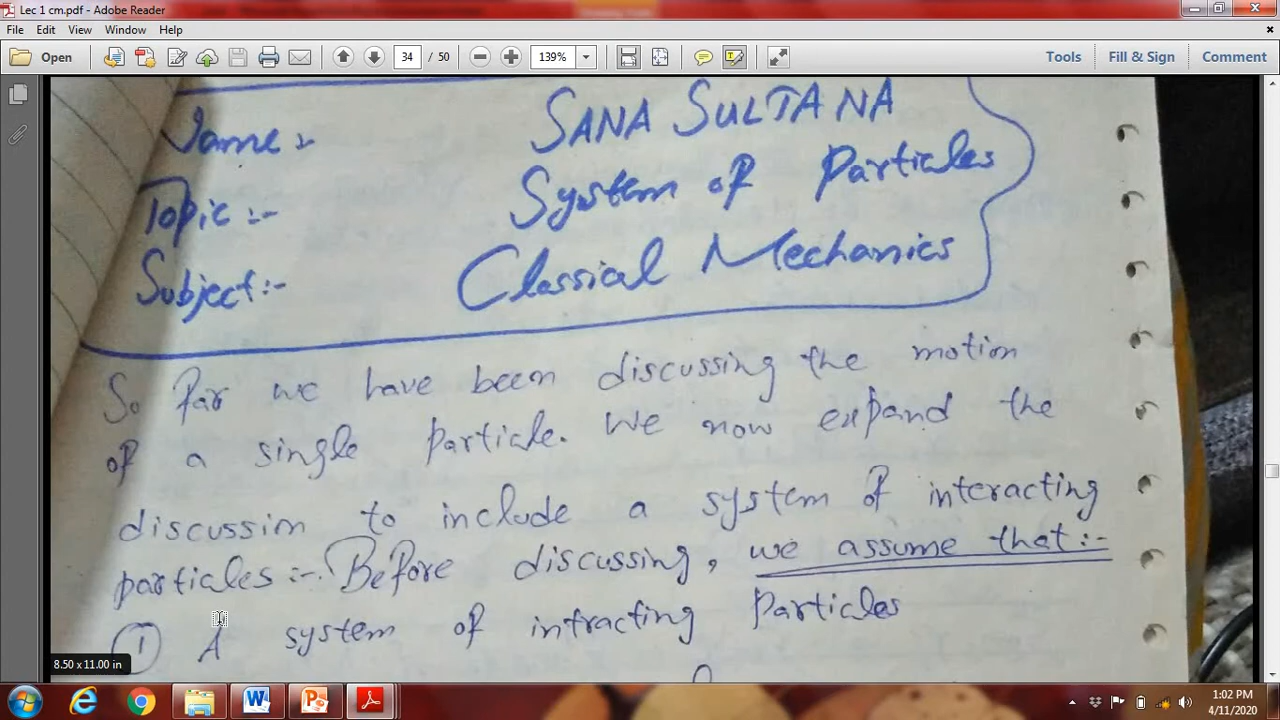 Lec 1 cm.pdf - Adobe Reader
File Edit View Window Help
Open 34 / 50 139% Tools Fill & Sign Comment
Name:- SANA SULTANA
Topic:- System of Particles
Subject:- Classical Mechanics
So far we have been discussing the motion
of a single particle. We now expand the
discussion to include a system of interacting
particles:-. Before discussing, we assume that:-
① A system of intracting Particles
8.50 x 11.00 in
1:02 PM
4/11/2020